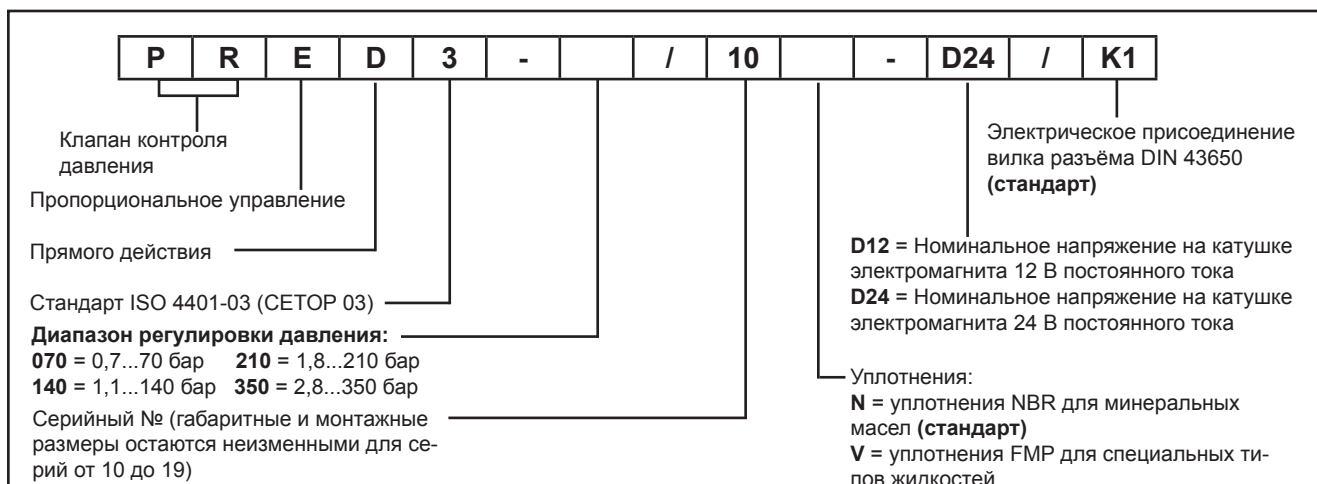 P R E D 3 - / 10 - D24 / K1
Клапан контроля
давления
Пропорциональное управление
Прямого действия
Стандарт ISO 4401-03 (CETOP 03)
Диапазон регулировки давления:
070 = 0,7...70 бар 210 = 1,8...210 бар
140 = 1,1...140 бар 350 = 2,8...350 бар
Серийный № (габаритные и монтажные
размеры остаются неизменными для се-
рий от 10 до 19)
Электрическое присоединение
вилка разъёма DIN 43650
(стандарт)
D12 = Номинальное напряжение на катушке
электромагнита 12 В постоянного тока
D24 = Номинальное напряжение на катушке
электромагнита 24 В постоянного тока
Уплотнения:
N = уплотнения NBR для минеральных
масел (стандарт)
V = уплотнения FMP для специальных ти-
пов жидкостей